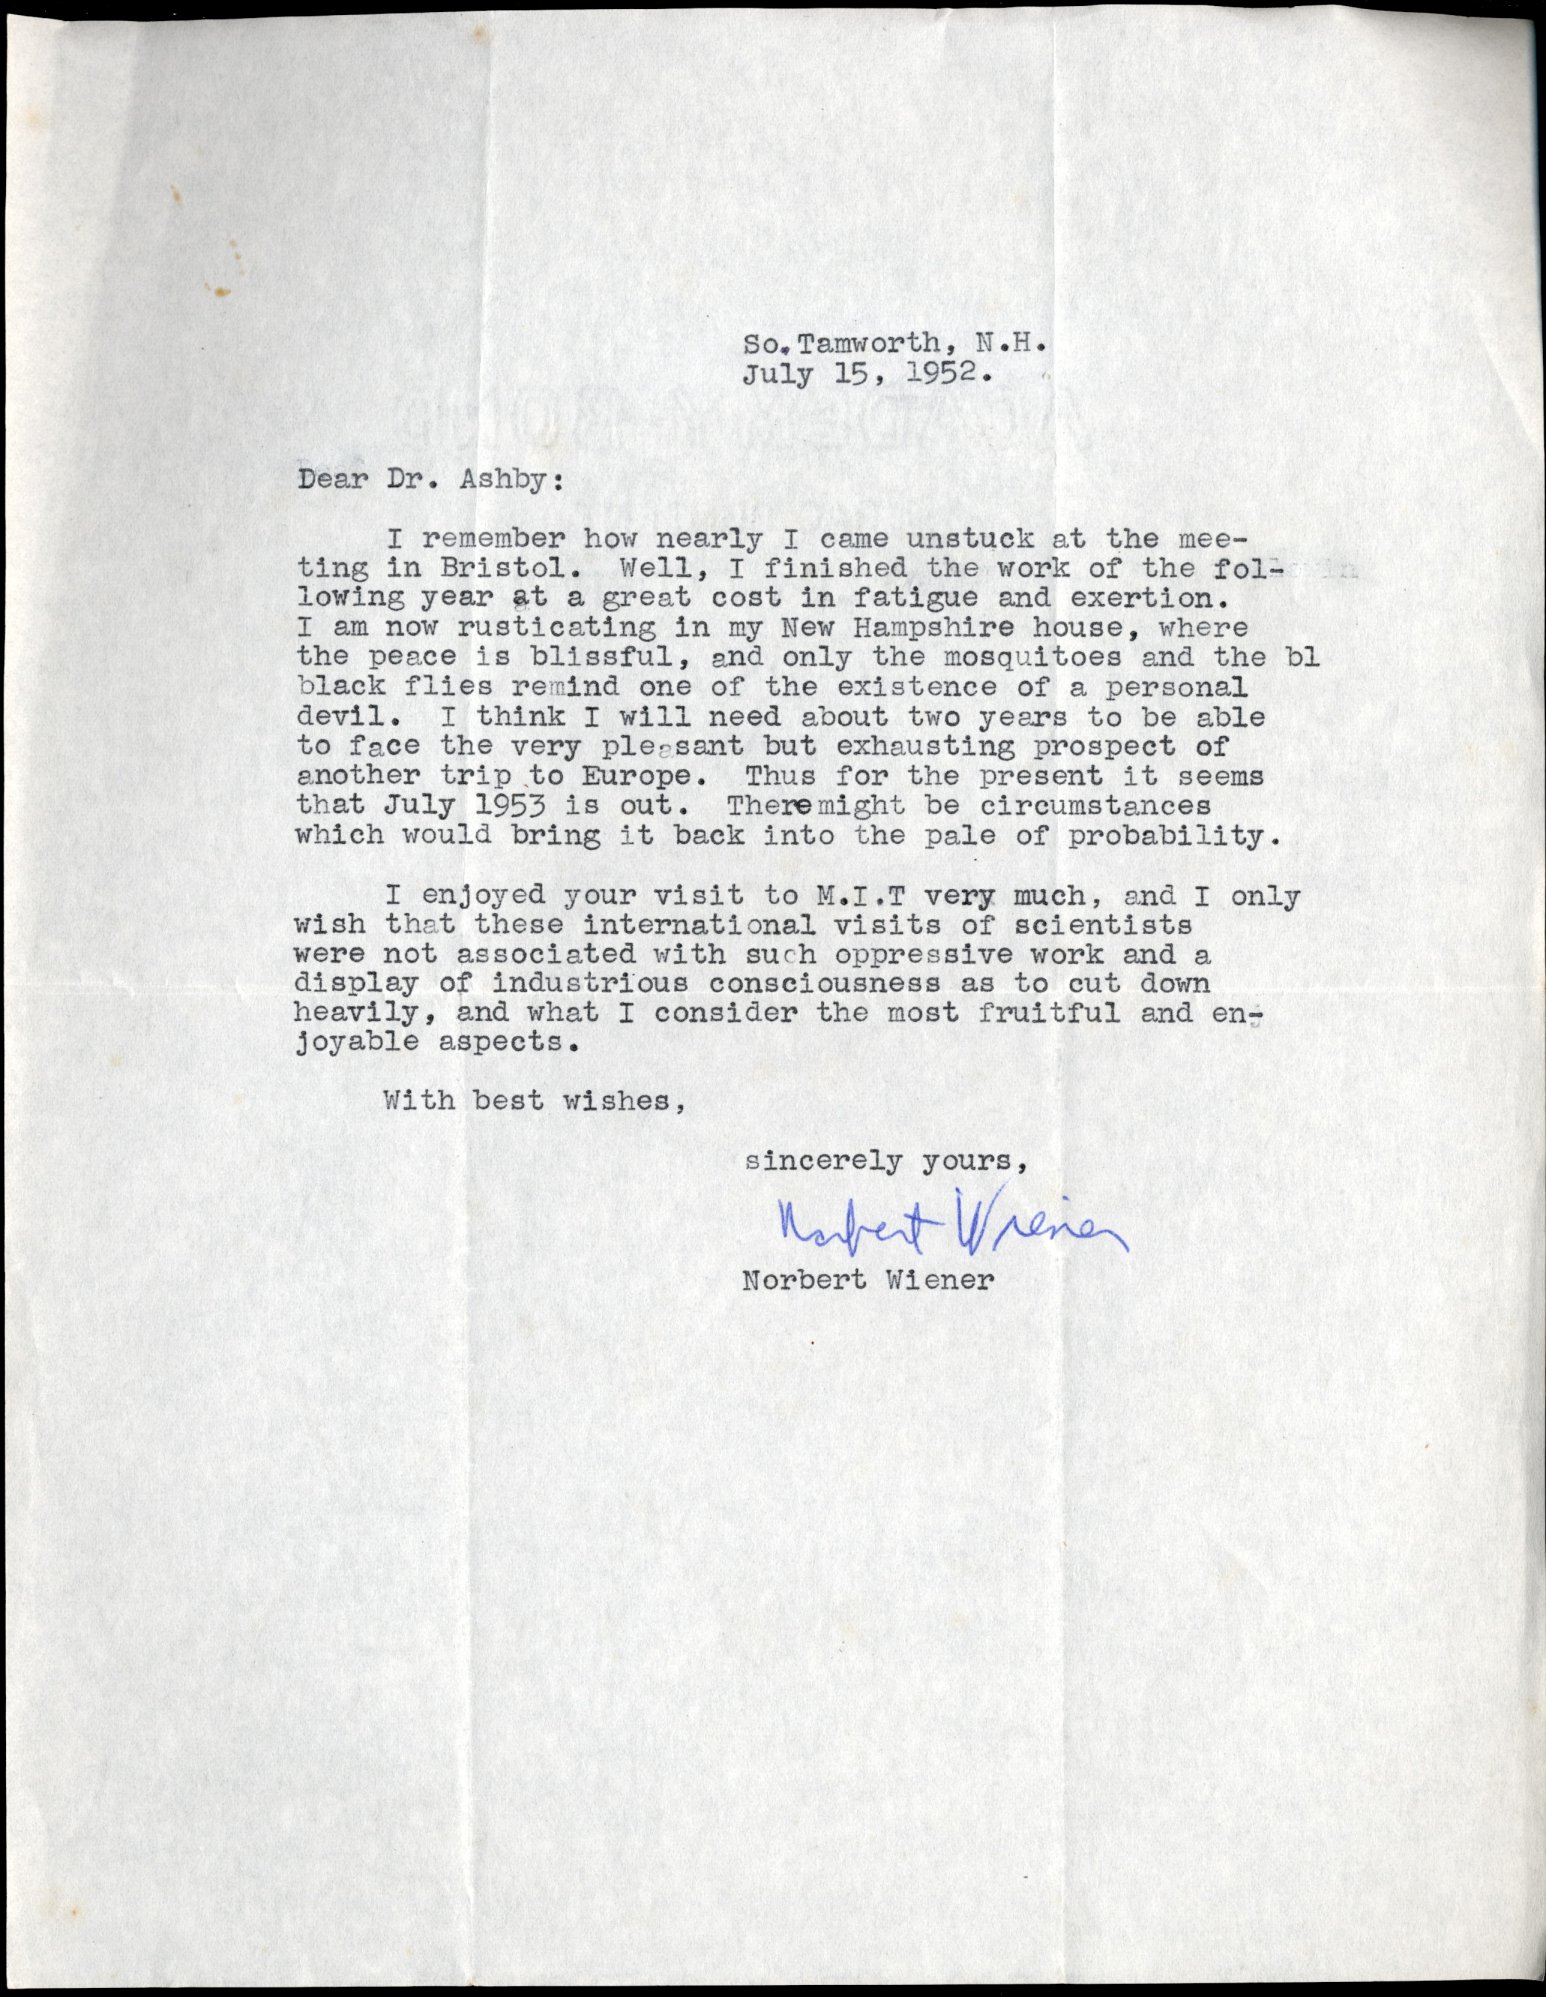 So. Tamworth, N.H.
July 15, 1952.
Dear Dr. Ashby:
I remember how nearly I came unstuck at the mee-
ting in Bristol. Well, I finished the work of the fol-
lowing year at a great cost in fatigue and exertion.
I am now rusticating in my New Hampshire house, where
the peace is blissful, and only the mosquitoes and the bl
black flies remind one of the existence of a personal
devil. I think I will need about two years to be able
to face the very pleasant but exhausting prospect of
another trip to Europe. Thus for the present it seems
that July 1953 is out. There might be circumstances
which would bring it back into the pale of probability.
I enjoyed your visit to M.I.T very much, and I only
wish that these international visits of scientists
were not associated with such oppressive work and a
display of industrious consciousness as to cut down
heavily, and what I consider the most fruitful and en-
joyable aspects.
With best wishes,
sincerely yours,
Norbert Wiener
Norbert Wiener